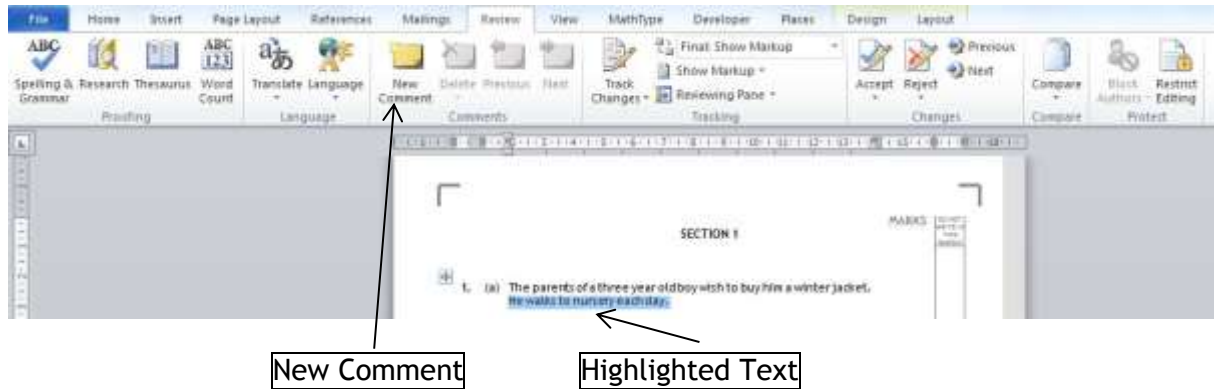 File Home Insert Page Layout References Mailings Review View MathType Developer Places Design Layout
ABC ABC 123 Final: Show Markup Previous
Spelling & Grammar Research Thesaurus Word Count Translate Language New Comment Delete Previous Next Track Changes Show Markup Reviewing Pane Accept Reject Next Compare Block Authors Restrict Editing
Proofing Language Comments Tracking Changes Compare Protect
MARKS
SECTION 1
1. (a) The parents of a three year old boy wish to buy him a winter jacket.
He walks to nursery each day.
New Comment Highlighted Text